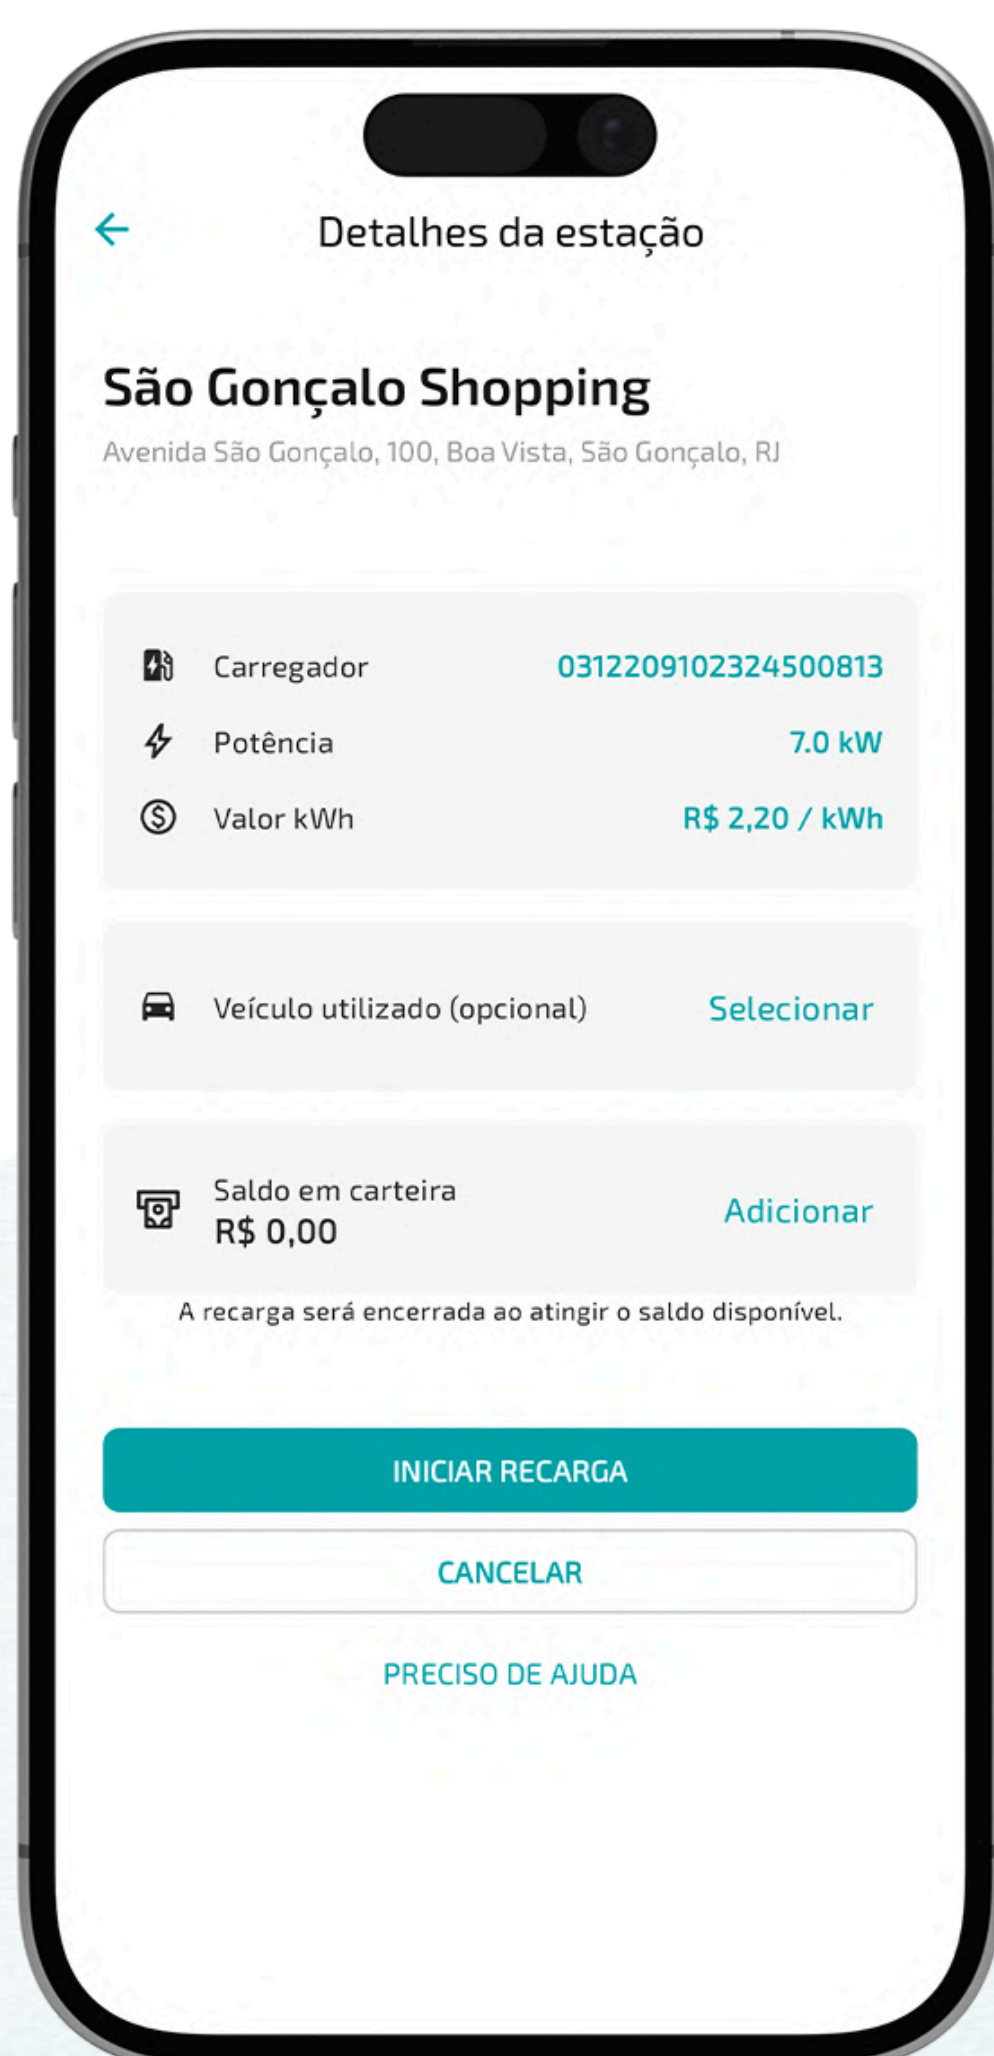 Detalhes da estação
São Gonçalo Shopping
Avenida São Gonçalo, 100, Boa Vista, São Gonçalo, RJ
Carregador 0312209102324500813
Potência 7.0 kW
Valor kWh R$ 2,20 / kWh
Veículo utilizado (opcional) Selecionar
Saldo em carteira
R$ 0,00 Adicionar
A recarga será encerrada ao atingir o saldo disponível.
INICIAR RECARGA
CANCELAR
PRECISO DE AJUDA